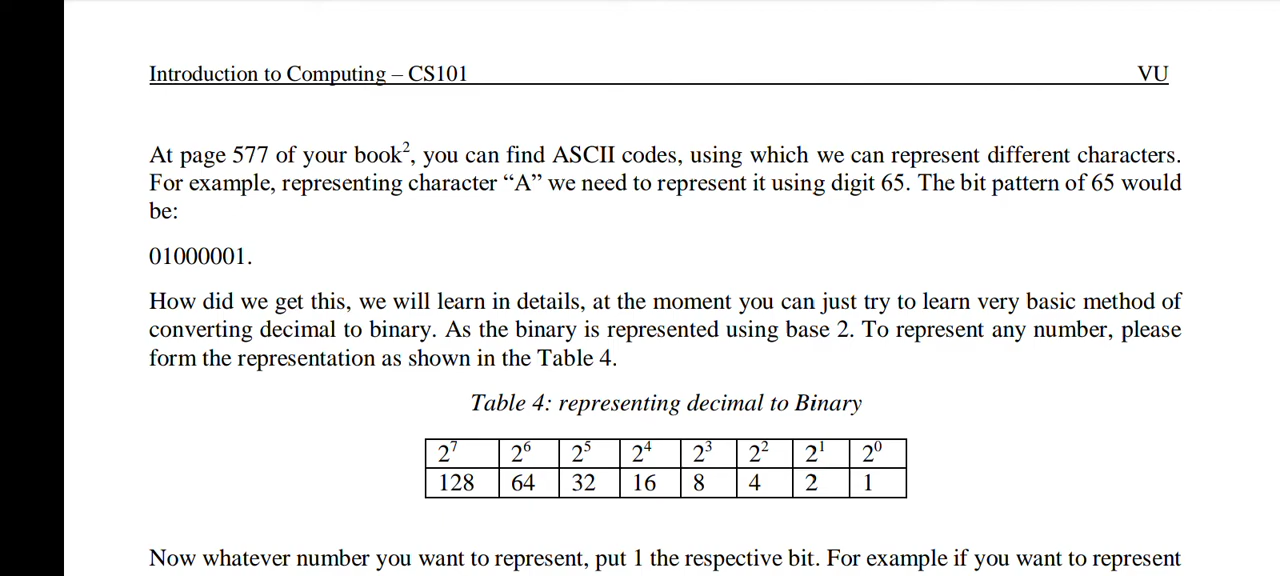 Introduction to Computing – CS101 VU
At page 577 of your book², you can find ASCII codes, using which we can represent different characters.
For example, representing character “A” we need to represent it using digit 65. The bit pattern of 65 would
be:
01000001.
How did we get this, we will learn in details, at the moment you can just try to learn very basic method of
converting decimal to binary. As the binary is represented using base 2. To represent any number, please
form the representation as shown in the Table 4.
Table 4: representing decimal to Binary
2⁷ 2⁶ 2⁵ 2⁴ 2³ 2² 2¹ 2⁰
128 64 32 16 8 4 2 1
Now whatever number you want to represent, put 1 the respective bit. For example if you want to represent